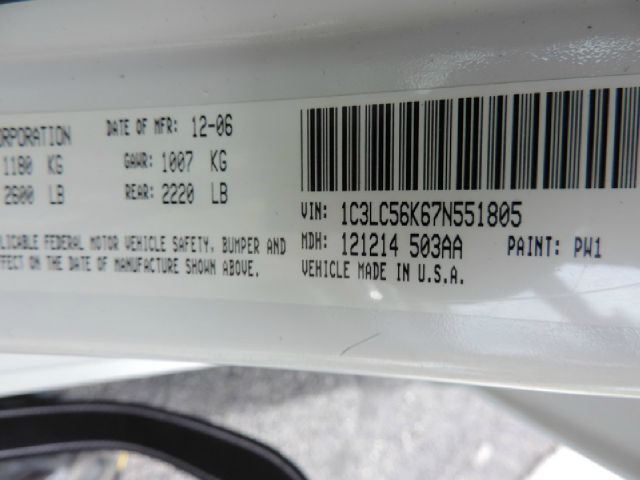 ORPORATION DATE OF MFR: 12-06
1180 KG GAWR: 1007 KG
2600 LB REAR: 2220 LB
VIN: 1C3LC56K67N551805
PLICABLE FEDERAL MOTOR VEHICLE SAFETY, BUMPER AND
FFECT ON THE DATE OF MANUFACTURE SHOWN ABOVE.
MDH: 121214 503AA PAINT: PW1
VEHICLE MADE IN U.S.A.